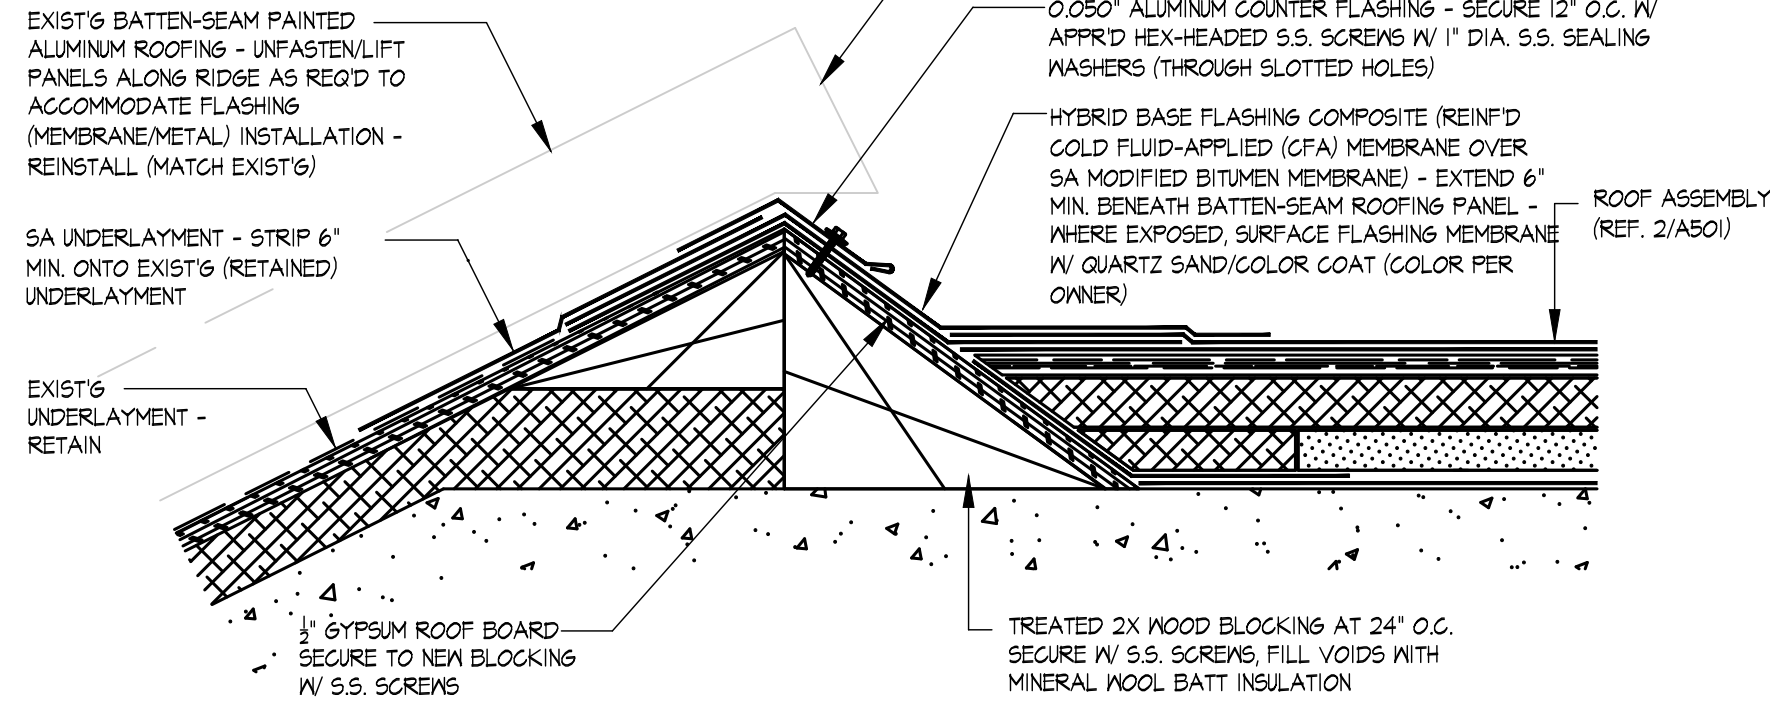 EXIST'G BATTEN-SEAM PAINTED
ALUMINUM ROOFING - UNFASTEN/LIFT
PANELS ALONG RIDGE AS REQ'D TO
ACCOMMODATE FLASHING
(MEMBRANE/METAL) INSTALLATION -
REINSTALL (MATCH EXIST'G)
SA UNDERLAYMENT - STRIP 6"
MIN. ONTO EXIST'G (RETAINED)
UNDERLAYMENT
EXIST'G
UNDERLAYMENT -
RETAIN
0.050" ALUMINUM COUNTER FLASHING - SECURE 12" O.C. W/
APPR'D HEX-HEADED S.S. SCREWS W/ 1" DIA. S.S. SEALING
WASHERS (THROUGH SLOTTED HOLES)
HYBRID BASE FLASHING COMPOSITE (REINF'D
COLD FLUID-APPLIED (CFA) MEMBRANE OVER
SA MODIFIED BITUMEN MEMBRANE) - EXTEND 6"
MIN. BENEATH BATTEN-SEAM ROOFING PANEL -
WHERE EXPOSED, SURFACE FLASHING MEMBRANE
W/ QUARTZ SAND/COLOR COAT (COLOR PER
OWNER)
ROOF ASSEMBLY
(REF. 2/A501)
½" GYPSUM ROOF BOARD
SECURE TO NEW BLOCKING
W/ S.S. SCREWS
TREATED 2X WOOD BLOCKING AT 24" O.C.
SECURE W/ S.S. SCREWS, FILL VOIDS WITH
MINERAL WOOL BATT INSULATION